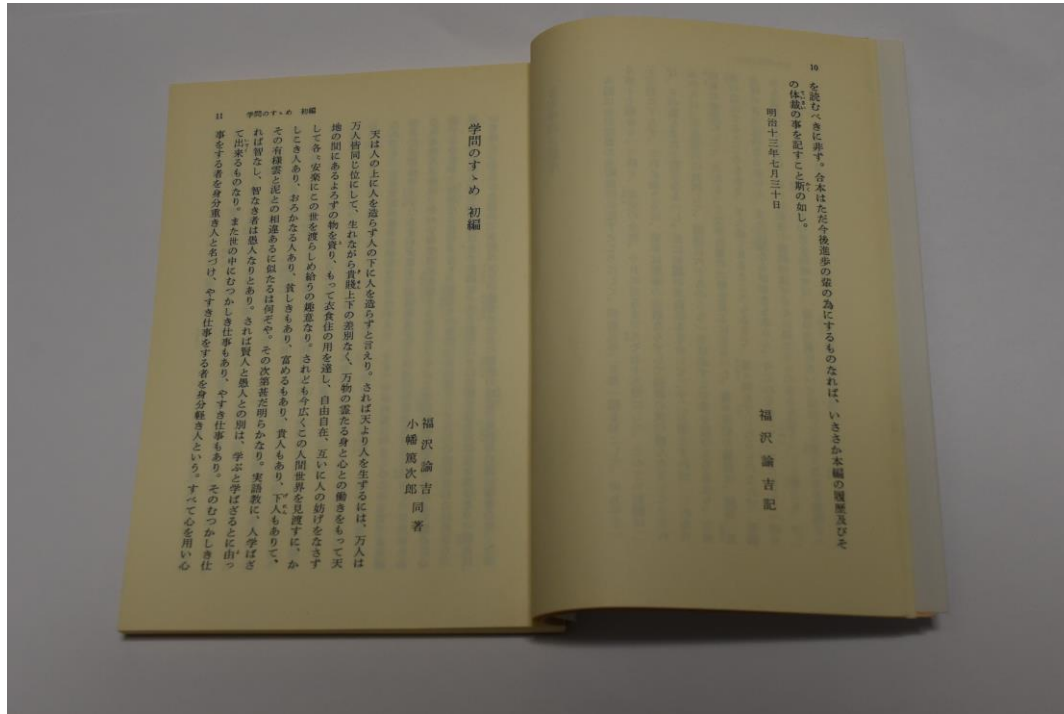 10
を読むべきに非ず。合本はただ今後進歩の輩の為にするものなれば、いささか本編の履歴及びそ
の体裁の事を記すこと斯の如し。
明治十三年七月三十日
福沢諭吉記
11 学問のすゝめ 初編
学問のすゝめ 初編
福沢諭吉
小幡篤次郎 同著
天は人の上に人を造らず人の下に人を造らずと言えり。されば天より人を生ずるには、万人は
万人皆同じ位にして、生れながら貴賤上下の差別なく、万物の霊たる身と心との働きをもって天
地の間にあるよろずの物を資り、もって衣食住の用を達し、自由自在、互いに人の妨げをなさず
して各〻安楽にこの世を渡らしめ給うの趣意なり。されども今広くこの人間世界を見渡すに、か
しこき人あり、おろかなる人あり、貧しきもあり、富めるもあり、貴人もあり、下人もありて、
その有様雲と泥との相違あるに似たるは何ぞや。その次第甚だ明らかなり。実語教に、人学ばざ
れば智なし、智なき者は愚人なりとあり。されば賢人と愚人との別は、学ぶと学ばざるとに由っ
て出来るものなり。また世の中にむつかしき仕事もあり、やすき仕事もあり。そのむつかしき仕
事をする者を身分重き人と名づけ、やすき仕事をする者を身分軽き人という。すべて心を用い心